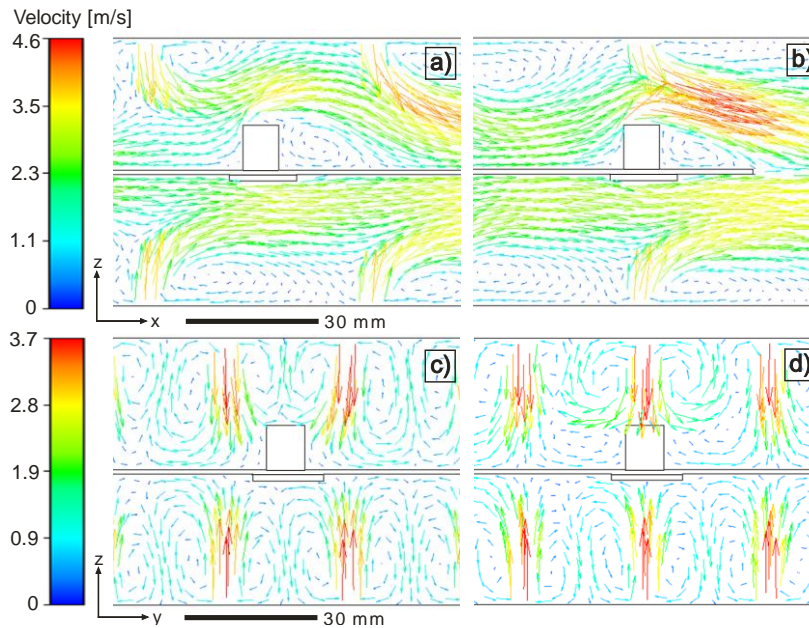 Velocity [m/s]
4.6
3.5
2.3
1.1
0
a)
b)
z
x
30 mm
3.7
2.8
1.9
0.9
0
c)
d)
z
y
30 mm